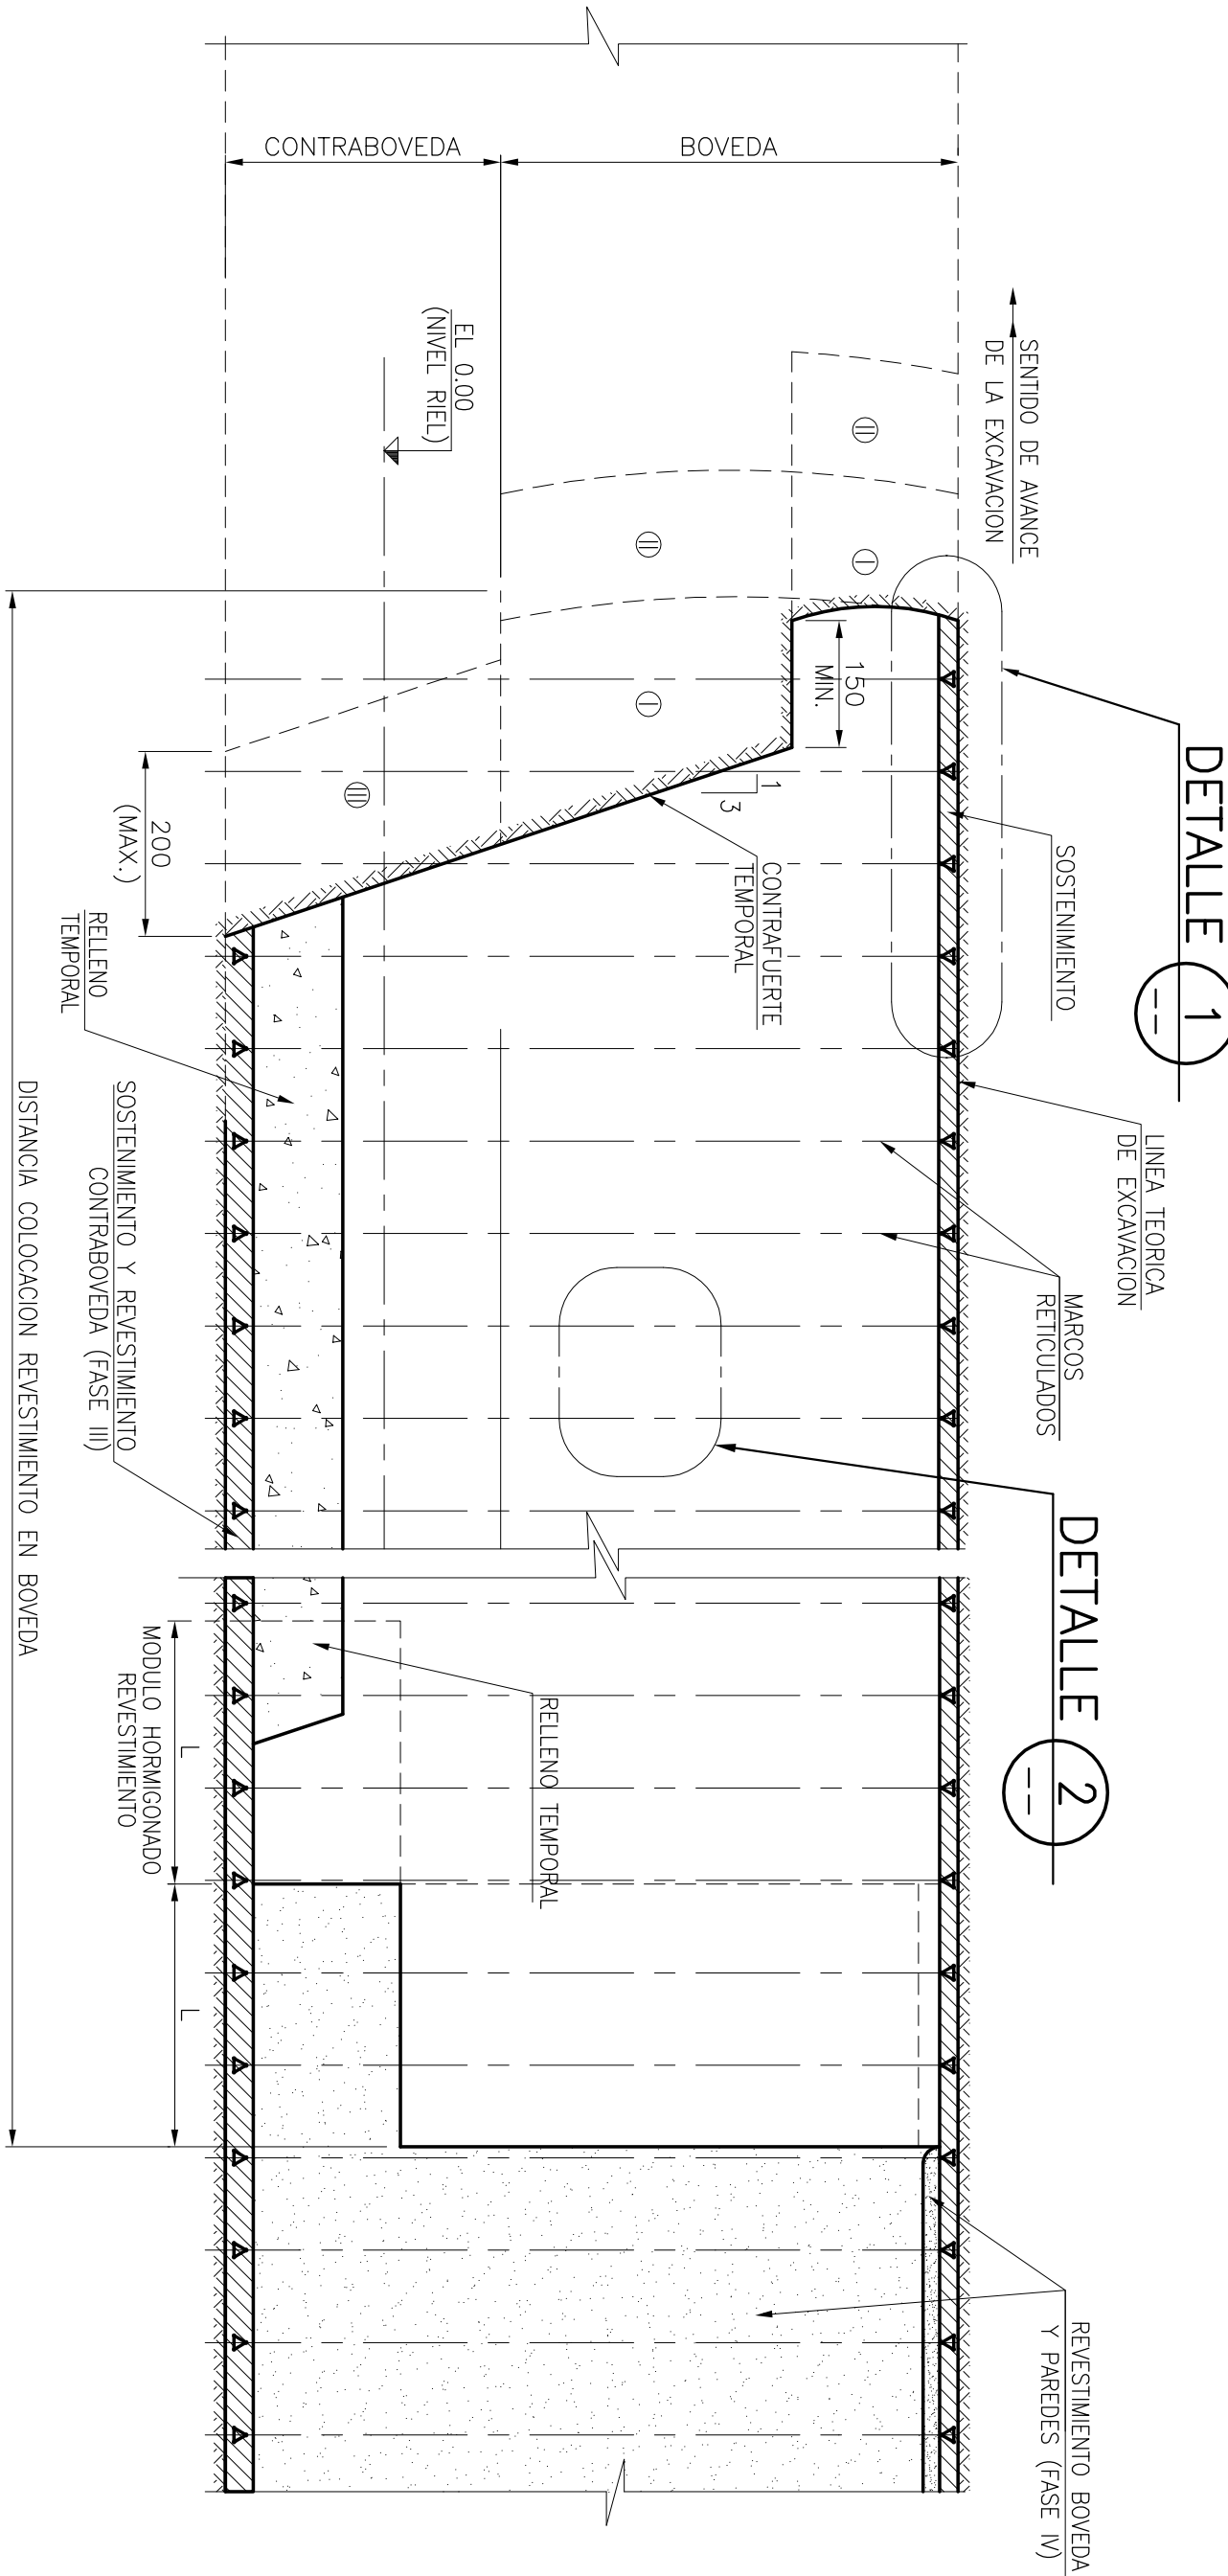 CONTRABOVEDA
BOVEDA
SENTIDO DE AVANCE
DE LA EXCAVACION
EL 0.00
(NIVEL RIEL)
II
I
II
I
III
150
MIN.
1
3
200
(MAX.)
DETALLE 1
--
SOSTENIMIENTO
CONTRAFUERTE
TEMPORAL
RELLENO
TEMPORAL
LINEA TEORICA
DE EXCAVACION
MARCOS
RETICULADOS
SOSTENIMIENTO Y REVESTIMIENTO
CONTRABOVEDA (FASE III)
DISTANCIA COLOCACION REVESTIMIENTO EN BOVEDA
DETALLE 2
--
RELLENO TEMPORAL
L
MODULO HORMIGONADO
REVESTIMIENTO
L
REVESTIMIENTO BOVEDA
Y PAREDES (FASE IV)